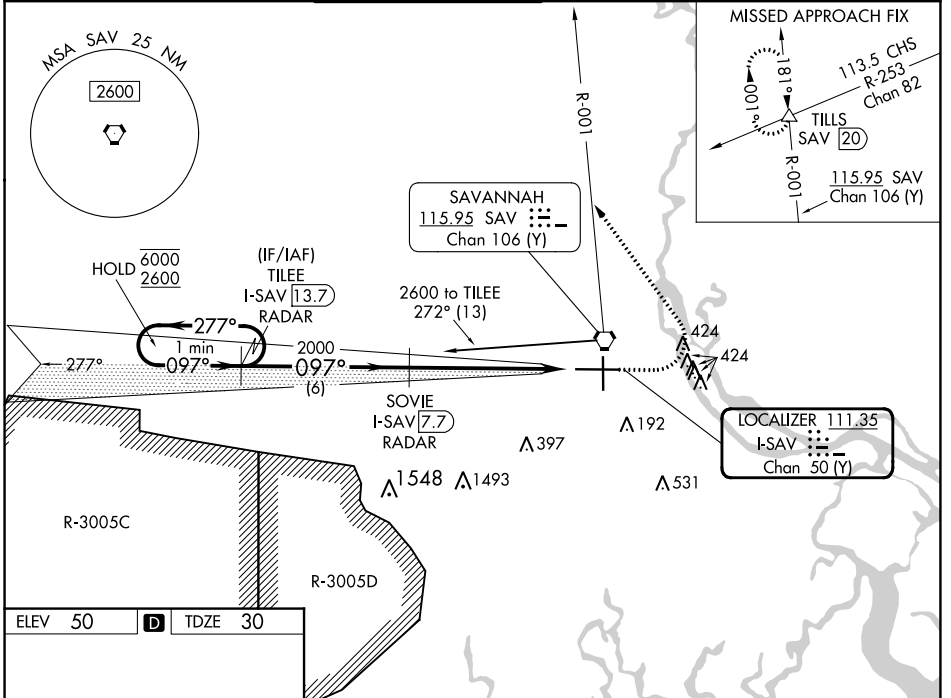 MSA SAV 25 NM
2600
MISSED APPROACH FIX
181°
001°
113.5 CHS
R-253
Chan 82
TILLS
SAV 20
R-001
115.95 SAV
Chan 106 (Y)
R-001
SAVANNAH
115.95 SAV
Chan 106 (Y)
HOLD 6000
2600
(IF/IAF)
TILEE
I-SAV 13.7
RADAR
2600 to TILEE
272° (13)
277°
1 min
097°
277°
2000
097°
(6)
SOVIE
I-SAV 7.7
RADAR
424
424
192
397
1548
1493
531
LOCALIZER 111.35
I-SAV
Chan 50 (Y)
R-3005C
R-3005D
ELEV 50 D TDZE 30